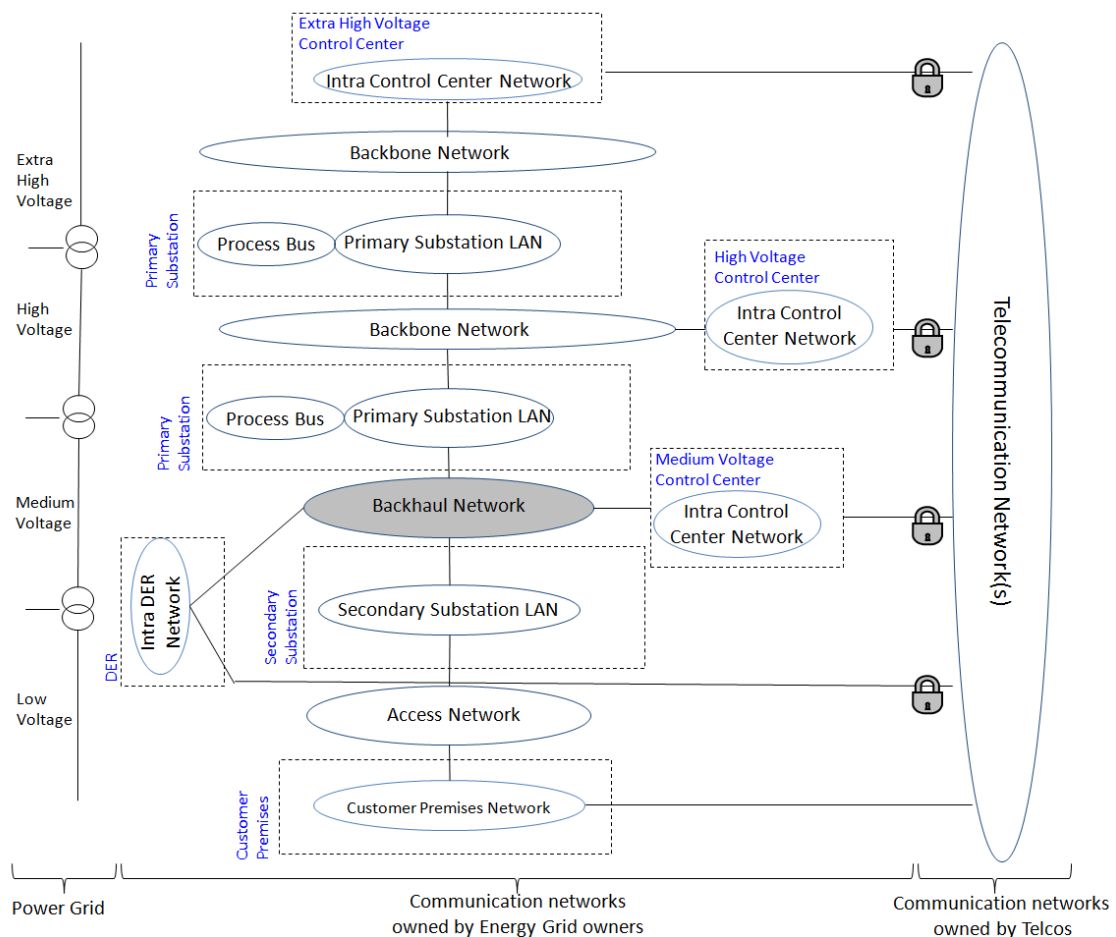 Extra High Voltage
Control Center
Intra Control Center Network
Backbone Network
Extra
High
Voltage
Primary
Substation
Process Bus
Primary Substation LAN
High Voltage
Control Center
Intra Control
Center Network
High
Voltage
Backbone Network
Telecommunication Network(s)
Primary
Substation
Process Bus
Primary Substation LAN
Medium Voltage
Control Center
Intra Control
Center Network
Medium
Voltage
Backhaul Network
DER
Intra DER
Network
Secondary
Substation
Secondary Substation LAN
Low
Voltage
Access Network
Customer
Premises
Customer Premises Network
Power Grid
Communication networks
owned by Energy Grid owners
Communication networks
owned by Telcos